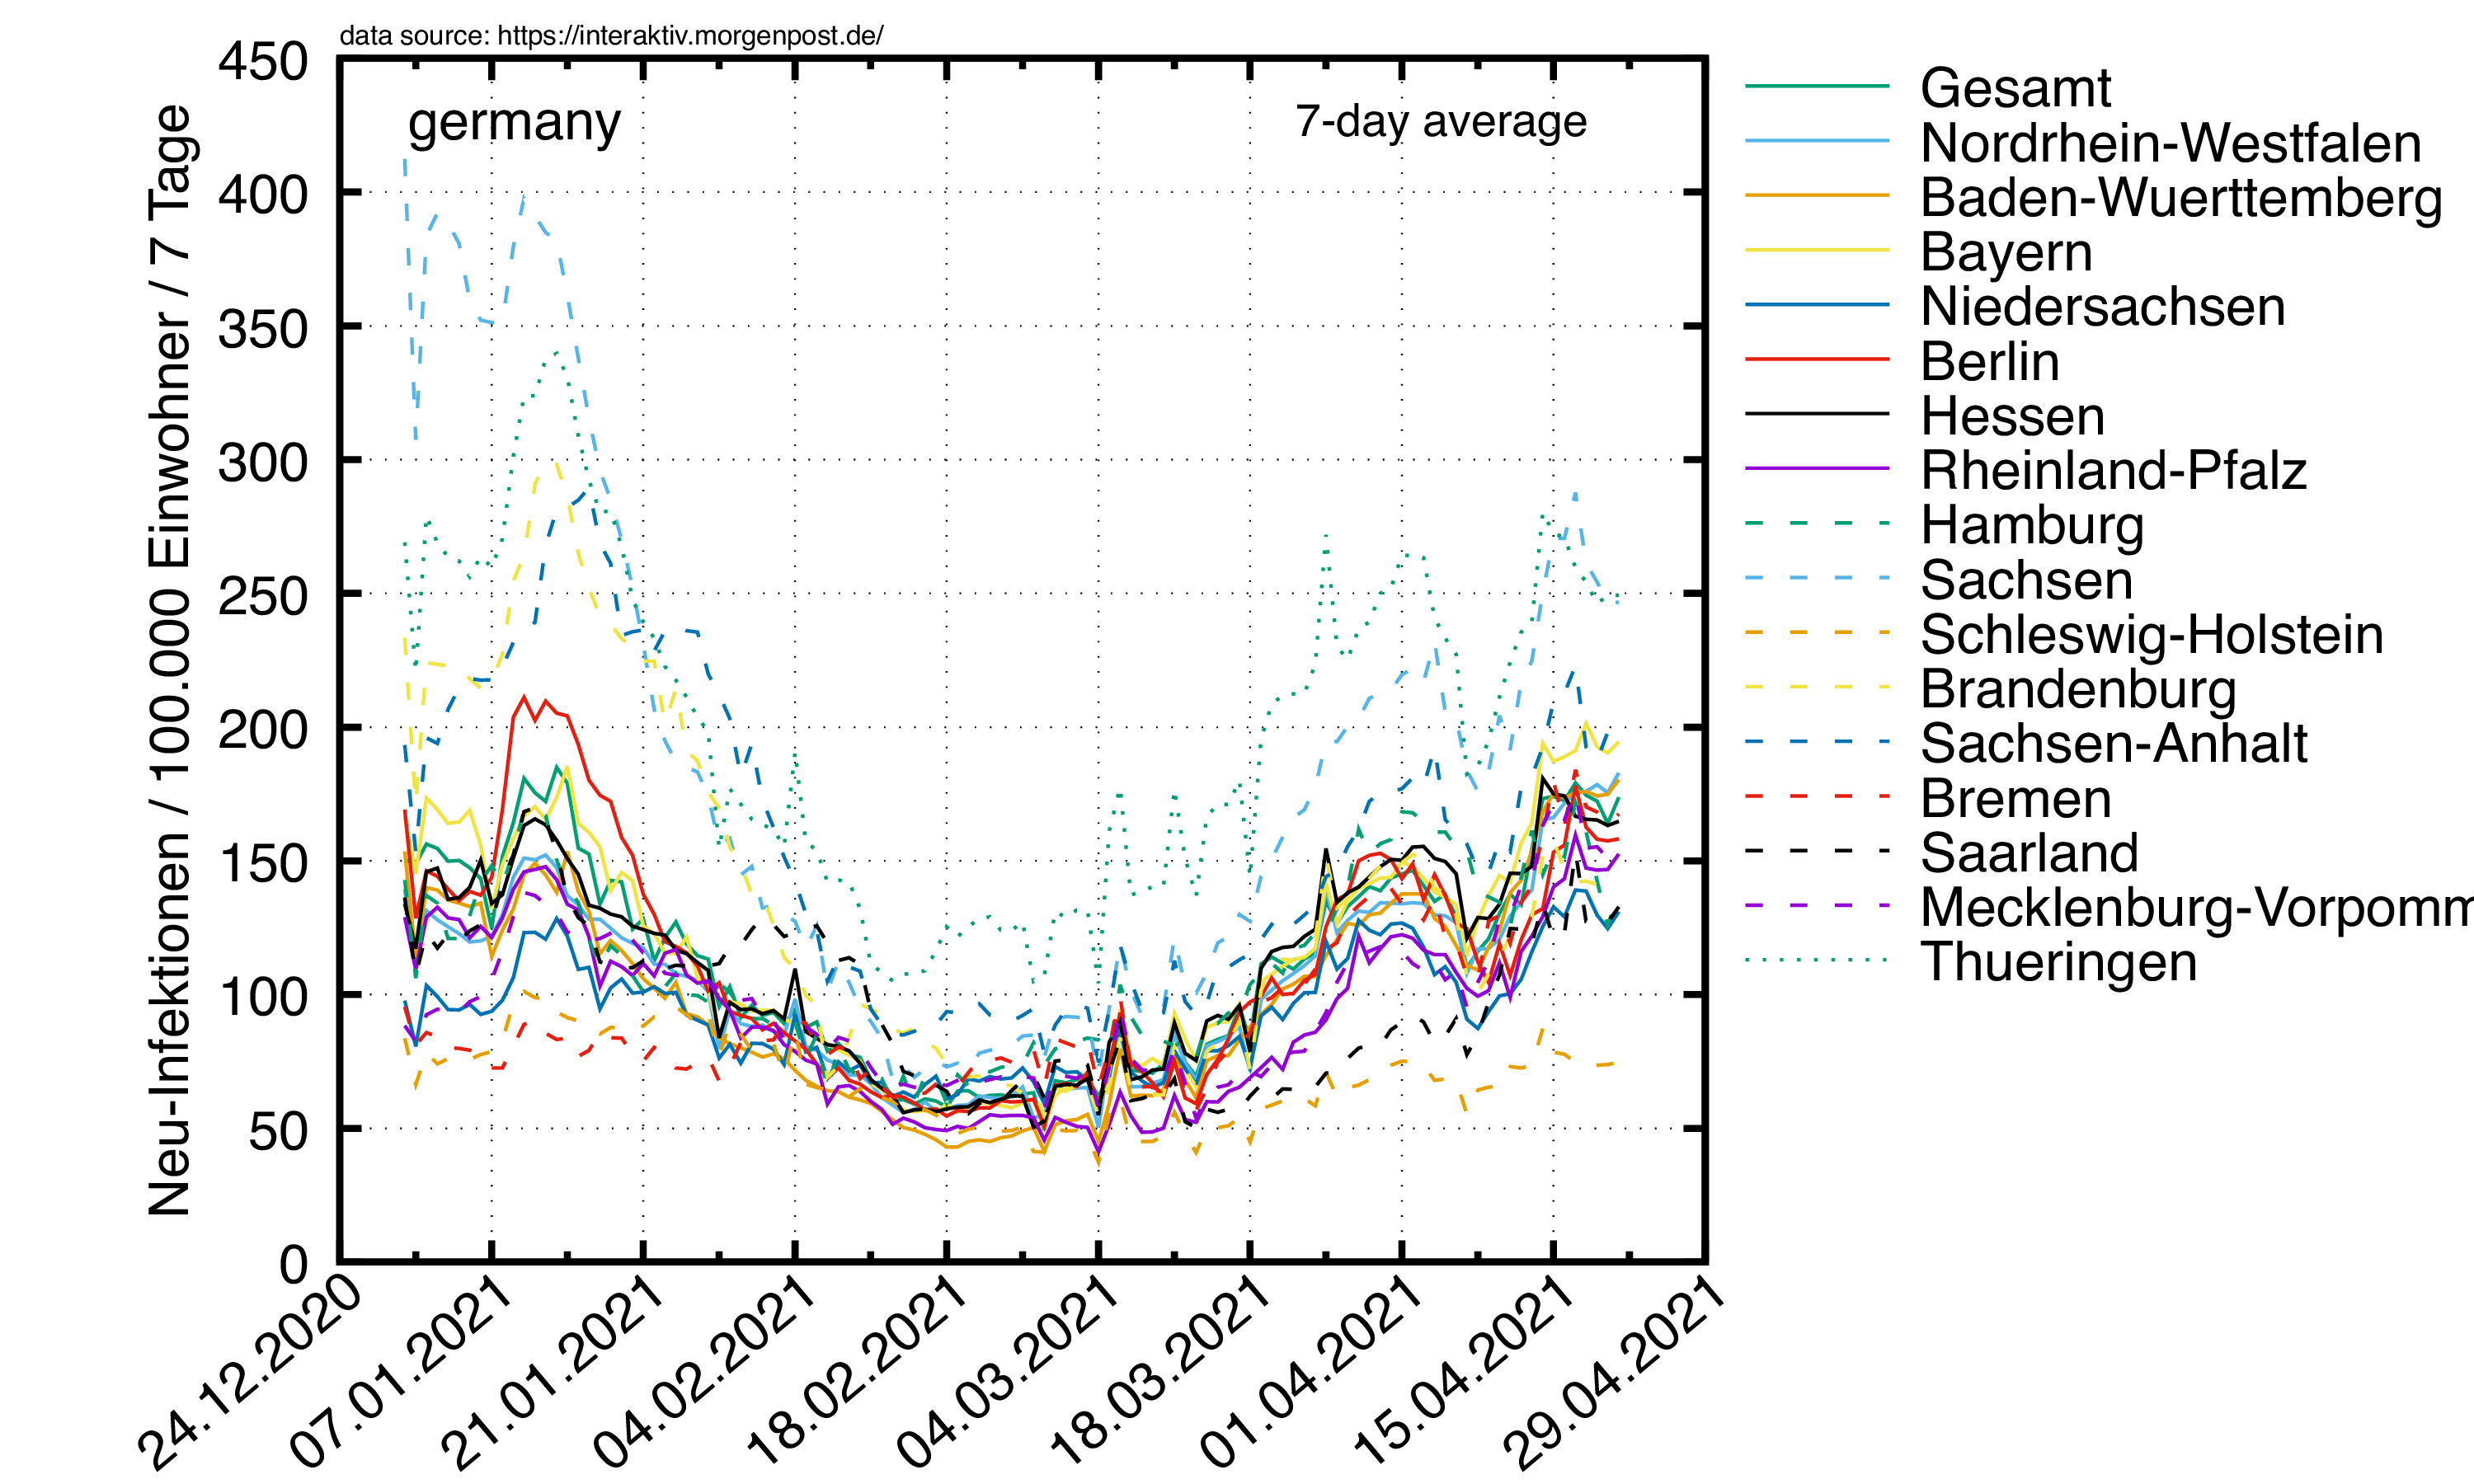 data source: https://interaktiv.morgenpost.de/
germany
7-day average
Neu-Infektionen / 100.000 Einwohner / 7 Tage
450
400
350
300
250
200
150
100
50
0
24.12.2020
07.01.2021
21.01.2021
04.02.2021
18.02.2021
04.03.2021
18.03.2021
01.04.2021
15.04.2021
29.04.2021
Gesamt
Nordrhein-Westfalen
Baden-Wuerttemberg
Bayern
Niedersachsen
Berlin
Hessen
Rheinland-Pfalz
Hamburg
Sachsen
Schleswig-Holstein
Brandenburg
Sachsen-Anhalt
Bremen
Saarland
Mecklenburg-Vorpomm
Thueringen